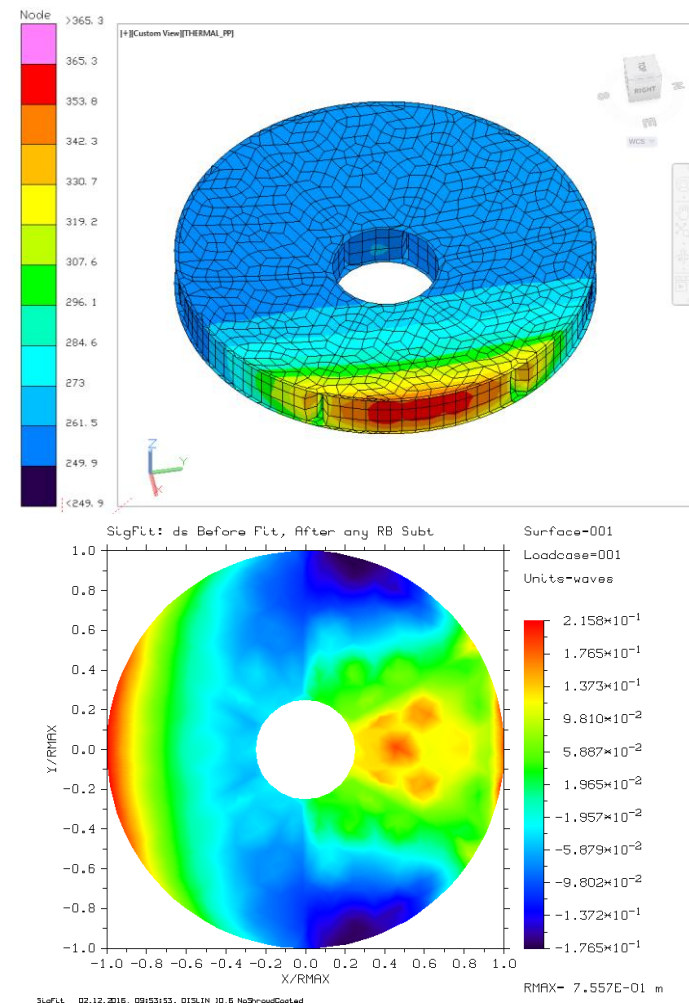 Node
>365. 3
365. 3
353. 8
342. 3
330. 7
319. 2
307. 6
296. 1
284. 6
273
261. 5
249. 9
<249. 9
[+][Custom View][THERMAL_PP]
RIGHT
WCS
Z
Y
X
SigFit: ds Before Fit, After any RB Subt
Surface-001
Loadcase=001
Units-waves
1.0
0.8
0.6
0.4
0.2
0.0
-0.2
-0.4
-0.6
-0.8
-1.0
Y/RMAX
-1.0 -0.8 -0.6 -0.4 -0.2 0.0 0.2 0.4 0.6 0.8 1.0
X/RMAX
2.158×10⁻¹
1.765×10⁻¹
1.373×10⁻¹
9.810×10⁻²
5.887×10⁻²
1.965×10⁻²
-1.957×10⁻²
-5.879×10⁻²
-9.802×10⁻²
-1.372×10⁻¹
-1.765×10⁻¹
RMAX- 7.557E-01 m
SigFit 02.12.2016, 09:53:53, DISLIN 10.6 NoShroudCoated